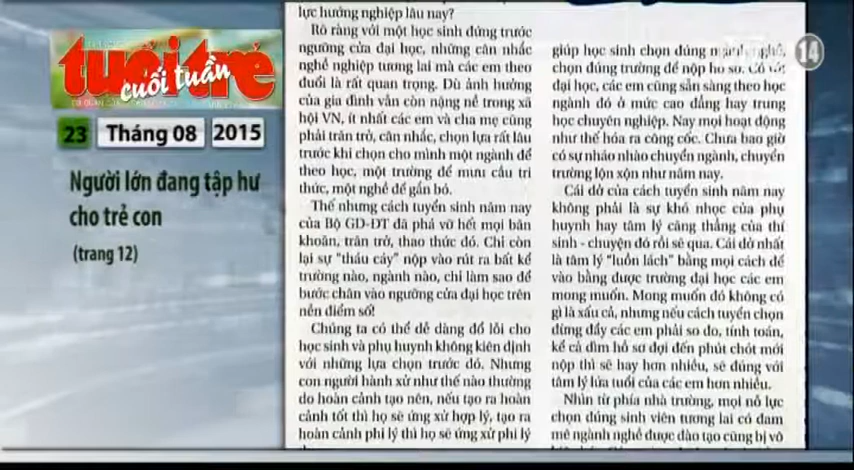 tuổi trẻ
cuối tuần
23 Tháng 08 2015
Người lớn đang tập hư
cho trẻ con
(trang 12)
lực hướng nghiệp lâu nay?
Rõ ràng với một học sinh đứng trước
ngưỡng cửa đại học, những cân nhắc
nghề nghiệp tương lai mà các em theo
đuổi là rất quan trọng. Dù ảnh hưởng
của gia đình vẫn còn nặng nề trong xã
hội VN, ít nhất các em và cha mẹ cũng
phải trăn trở, cân nhắc, chọn lựa rất lâu
trước khi chọn cho mình một ngành để
theo học, một trường để mưu cầu tri
thức, một nghề để gắn bó.
Thế nhưng cách tuyển sinh năm nay
của Bộ GD-ĐT đã phá vỡ hết mọi băn
khoăn, trăn trở, thao thức đó. Chỉ còn
lại sự "tháu cáy" nộp vào rút ra bất kể
trường nào, ngành nào, chỉ làm sao để
bước chân vào ngưỡng cửa đại học trên
nền điểm số!
Chúng ta có thể dễ dàng đổ lỗi cho
học sinh và phụ huynh không kiên định
với những lựa chọn trước đó. Nhưng
con người hành xử như thế nào thường
do hoàn cảnh tạo nên, nếu tạo ra hoàn
cảnh tốt thì họ sẽ ứng xử hợp lý, tạo ra
hoàn cảnh phi lý thì họ sẽ ứng xử phi lý
giúp học sinh chọn đúng ngành nghề,
chọn đúng trường để nộp hồ sơ. Có rớt
đại học, các em cũng sẵn sàng theo học
ngành đó ở mức cao đẳng hay trung
học chuyên nghiệp. Nay mọi hoạt động
như thế hóa ra công cốc. Chưa bao giờ
có sự nháo nhào chuyển ngành, chuyển
trường lộn xộn như năm nay.
Cái dở của cách tuyển sinh năm nay
không phải là sự khó nhọc của phụ
huynh hay tâm lý căng thẳng của thí
sinh - chuyện đó rồi sẽ qua. Cái dở nhất
là tâm lý "luồn lách" bằng mọi cách để
vào bằng được trường đại học các em
mong muốn. Mong muốn đó không có
gì là xấu cả, nhưng nếu cách tuyển chọn
đừng đẩy các em phải so đo, tính toán,
kể cả dìm hồ sơ đợi đến phút chót mới
nộp thì sẽ hay hơn nhiều, sẽ đúng với
tâm lý lứa tuổi của các em hơn nhiều.
Nhìn từ phía nhà trường, mọi nỗ lực
chọn đúng sinh viên tương lai có đam
mê ngành nghề được đào tạo cũng bị vô
14